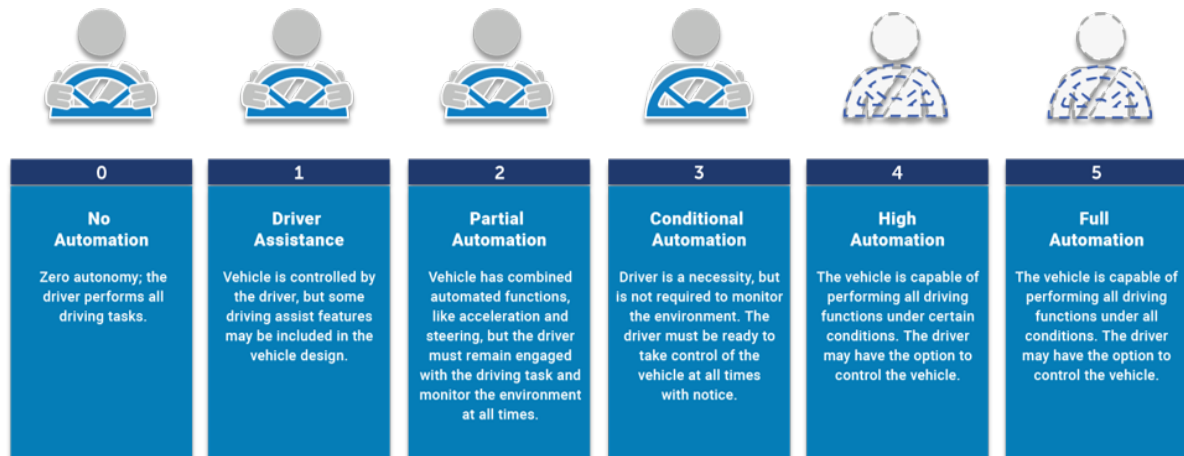 0
No
Automation
Zero autonomy; the
driver performs all
driving tasks.
1
Driver
Assistance
Vehicle is controlled by
the driver, but some
driving assist features
may be included in the
vehicle design.
2
Partial
Automation
Vehicle has combined
automated functions,
like acceleration and
steering, but the driver
must remain engaged
with the driving task and
monitor the environment
at all times.
3
Conditional
Automation
Driver is a necessity, but
is not required to monitor
the environment. The
driver must be ready to
take control of the
vehicle at all times
with notice.
4
High
Automation
The vehicle is capable of
performing all driving
functions under certain
conditions. The driver
may have the option to
control the vehicle.
5
Full
Automation
The vehicle is capable of
performing all driving
functions under all
conditions. The driver
may have the option to
control the vehicle.